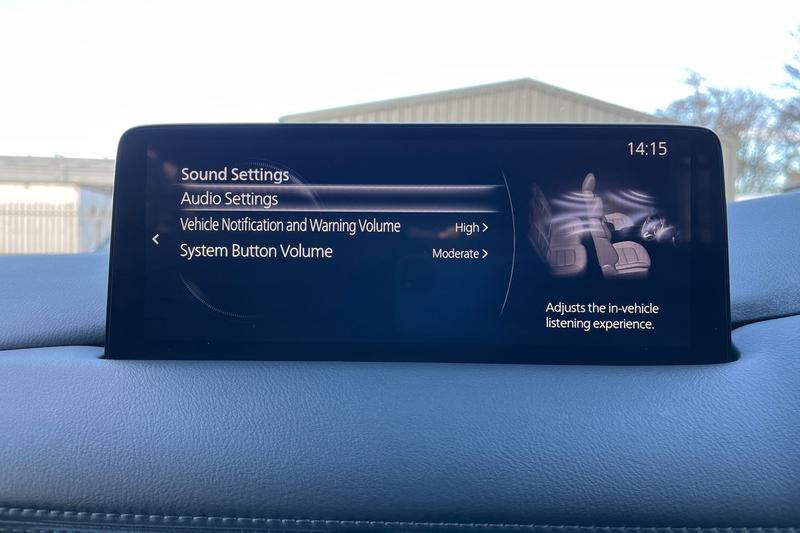 14:15
Sound Settings
Audio Settings
Vehicle Notification and Warning Volume High >
System Button Volume Moderate >
Adjusts the in-vehicle
listening experience.